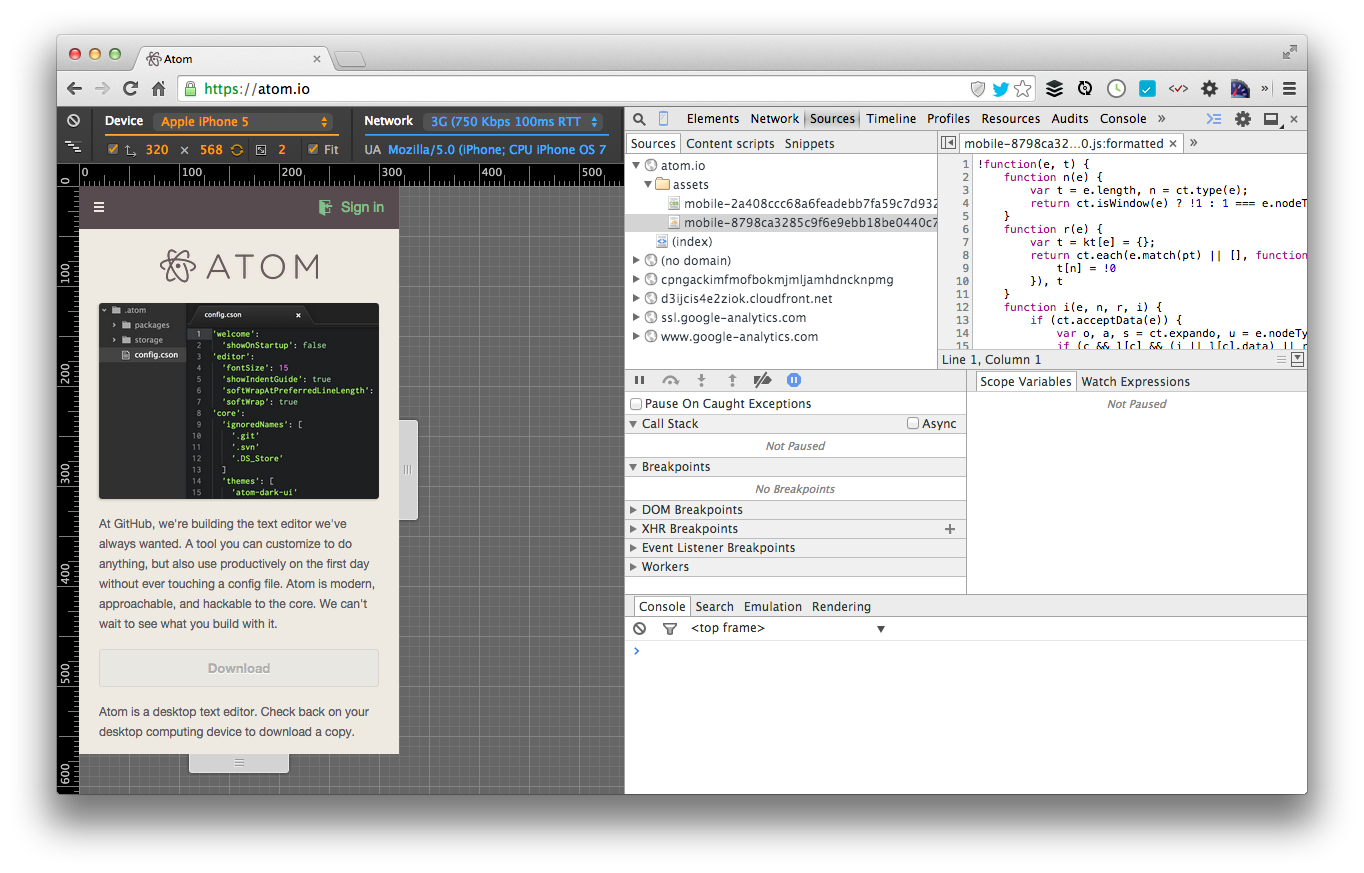 Atom
https://atom.io
Device Apple iPhone 5
320 × 568 2 Fit
Network 3G (750 Kbps 100ms RTT
UA Mozilla/5.0 (iPhone; CPU iPhone OS 7
0 100 200 300 400 500
0
100
200
300
400
500
600
Sign in
ATOM
.atom
packages
storage
config.cson
config.cson
1 'welcome':
2 'showOnStartup': false
3 'editor':
4 'fontSize': 15
5 'showIndentGuide': true
6 'softWrapAtPreferredLineLength':
7 'softWrap': true
8 'core':
9 'ignoredNames': [
10 '.git'
11 '.svn'
12 '.DS_Store'
13 ]
14 'themes': [
15 'atom-dark-ui'
At GitHub, we're building the text editor we've
always wanted. A tool you can customize to do
anything, but also use productively on the first day
without ever touching a config file. Atom is modern,
approachable, and hackable to the core. We can't
wait to see what you build with it.
Download
Atom is a desktop text editor. Check back on your
desktop computing device to download a copy.
Elements Network Sources Timeline Profiles Resources Audits Console »
Sources Content scripts Snippets
atom.io
assets
mobile-2a408ccc68a6feadebb7fa59c7d932
mobile-8798ca3285c9f6e9ebb18be0440c7
(index)
(no domain)
cpngackimfmofbokmjmljamhdncknpmg
d3ijcis4e2ziok.cloudfront.net
ssl.google-analytics.com
www.google-analytics.com
mobile-8798ca32...0.js:formatted × »
1 !function(e, t) {
2 function n(e) {
3 var t = e.length, n = ct.type(e);
4 return ct.isWindow(e) ? !1 : 1 === e.nodeT
5 }
6 function r(e) {
7 var t = kt[e] = {};
8 return ct.each(e.match(pt) || [], function
9 t[n] = !0
10 }), t
11 }
12 function i(e, n, r, i) {
13 if (ct.acceptData(e)) {
14 var o, a, s = ct.expando, u = e.nodeTy
15
Line 1, Column 1
Pause On Caught Exceptions
Call Stack Async
Not Paused
Breakpoints
No Breakpoints
DOM Breakpoints
XHR Breakpoints +
Event Listener Breakpoints
Workers
Scope Variables Watch Expressions
Not Paused
Console Search Emulation Rendering
<top frame>